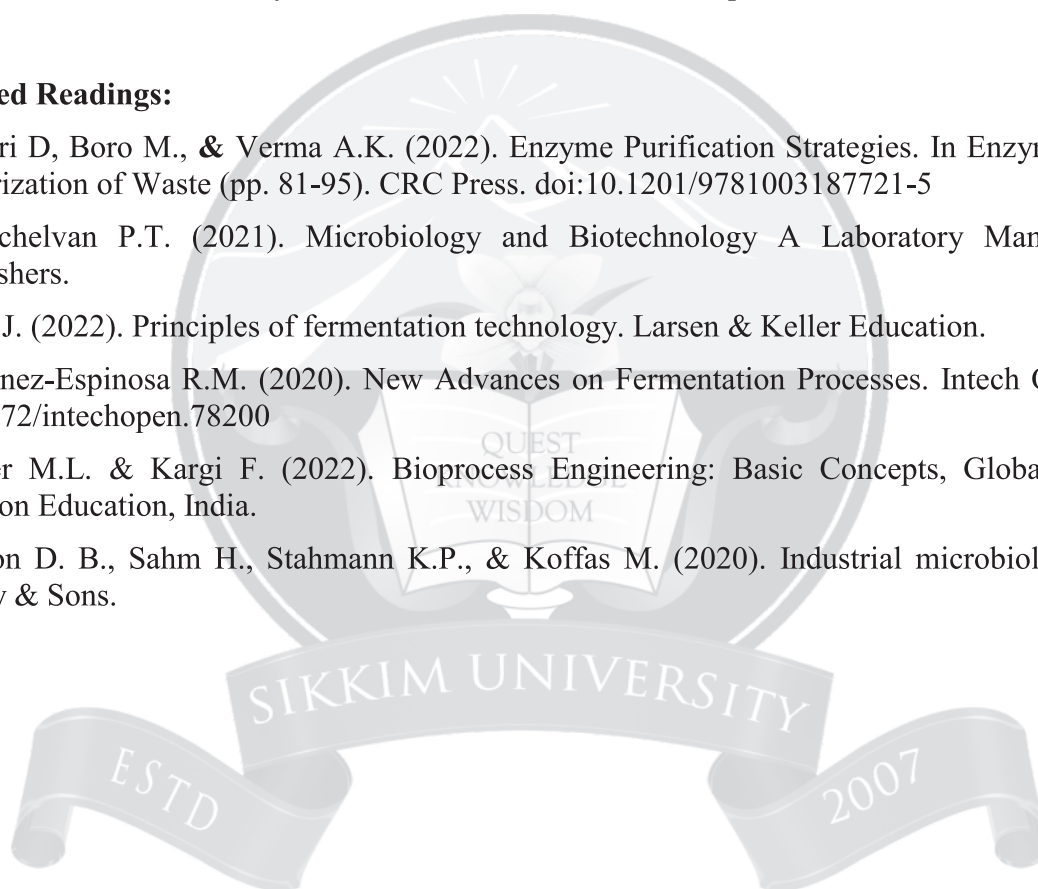 ed Readings:
ri D, Boro M., & Verma A.K. (2022). Enzyme Purification Strategies. In Enzy
rization of Waste (pp. 81-95). CRC Press. doi:10.1201/9781003187721-5
chelvan P.T. (2021). Microbiology and Biotechnology A Laboratory Man
shers.
J. (2022). Principles of fermentation technology. Larsen & Keller Education.
nez-Espinosa R.M. (2020). New Advances on Fermentation Processes. Intech
72/intechopen.78200
er M.L. & Kargi F. (2022). Bioprocess Engineering: Basic Concepts, Globa
on Education, India.
on D. B., Sahm H., Stahmann K.P., & Koffas M. (2020). Industrial microbiol
& Sons.
QUEST
KNOWLEDGE
WISDOM
SIKKIM UNIVERSITY
ESTD
2007